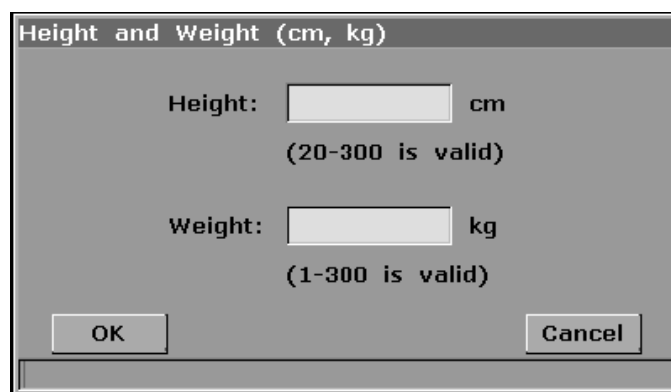 Height and Weight (cm, kg)
Height: cm
(20-300 is valid)
Weight: kg
(1-300 is valid)
OK Cancel